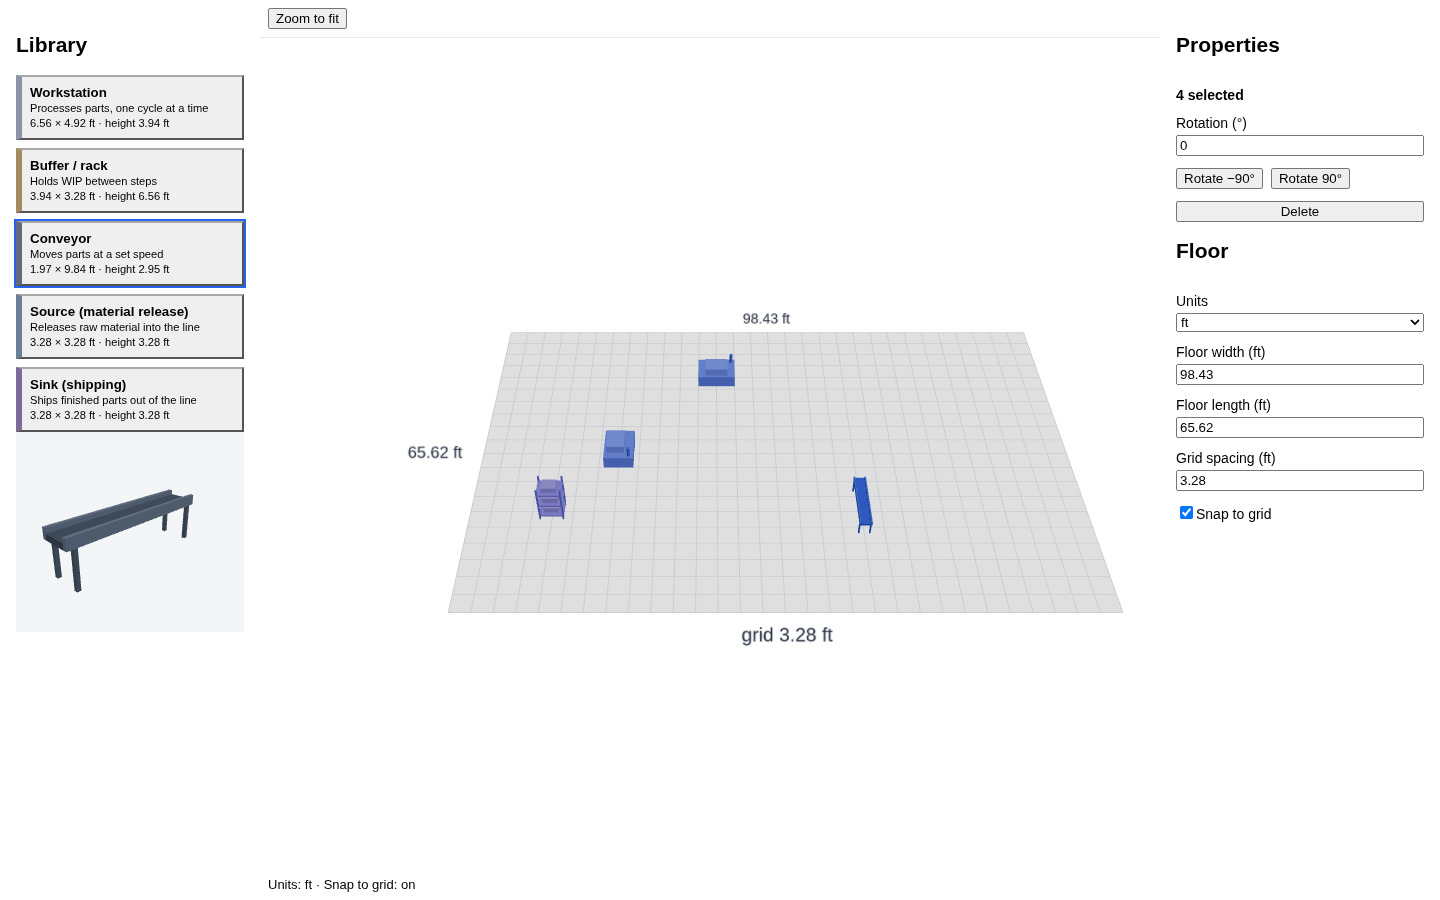 Zoom to fit
Library
Workstation
Processes parts, one cycle at a time
6.56 × 4.92 ft · height 3.94 ft
Buffer / rack
Holds WIP between steps
3.94 × 3.28 ft · height 6.56 ft
Conveyor
Moves parts at a set speed
1.97 × 9.84 ft · height 2.95 ft
Source (material release)
Releases raw material into the line
3.28 × 3.28 ft · height 3.28 ft
Sink (shipping)
Ships finished parts out of the line
3.28 × 3.28 ft · height 3.28 ft
98.43 ft
65.62 ft
grid 3.28 ft
Units: ft · Snap to grid: on
Properties
4 selected
Rotation (°)
0
Rotate −90° Rotate 90°
Delete
Floor
Units
ft
Floor width (ft)
98.43
Floor length (ft)
65.62
Grid spacing (ft)
3.28
Snap to grid